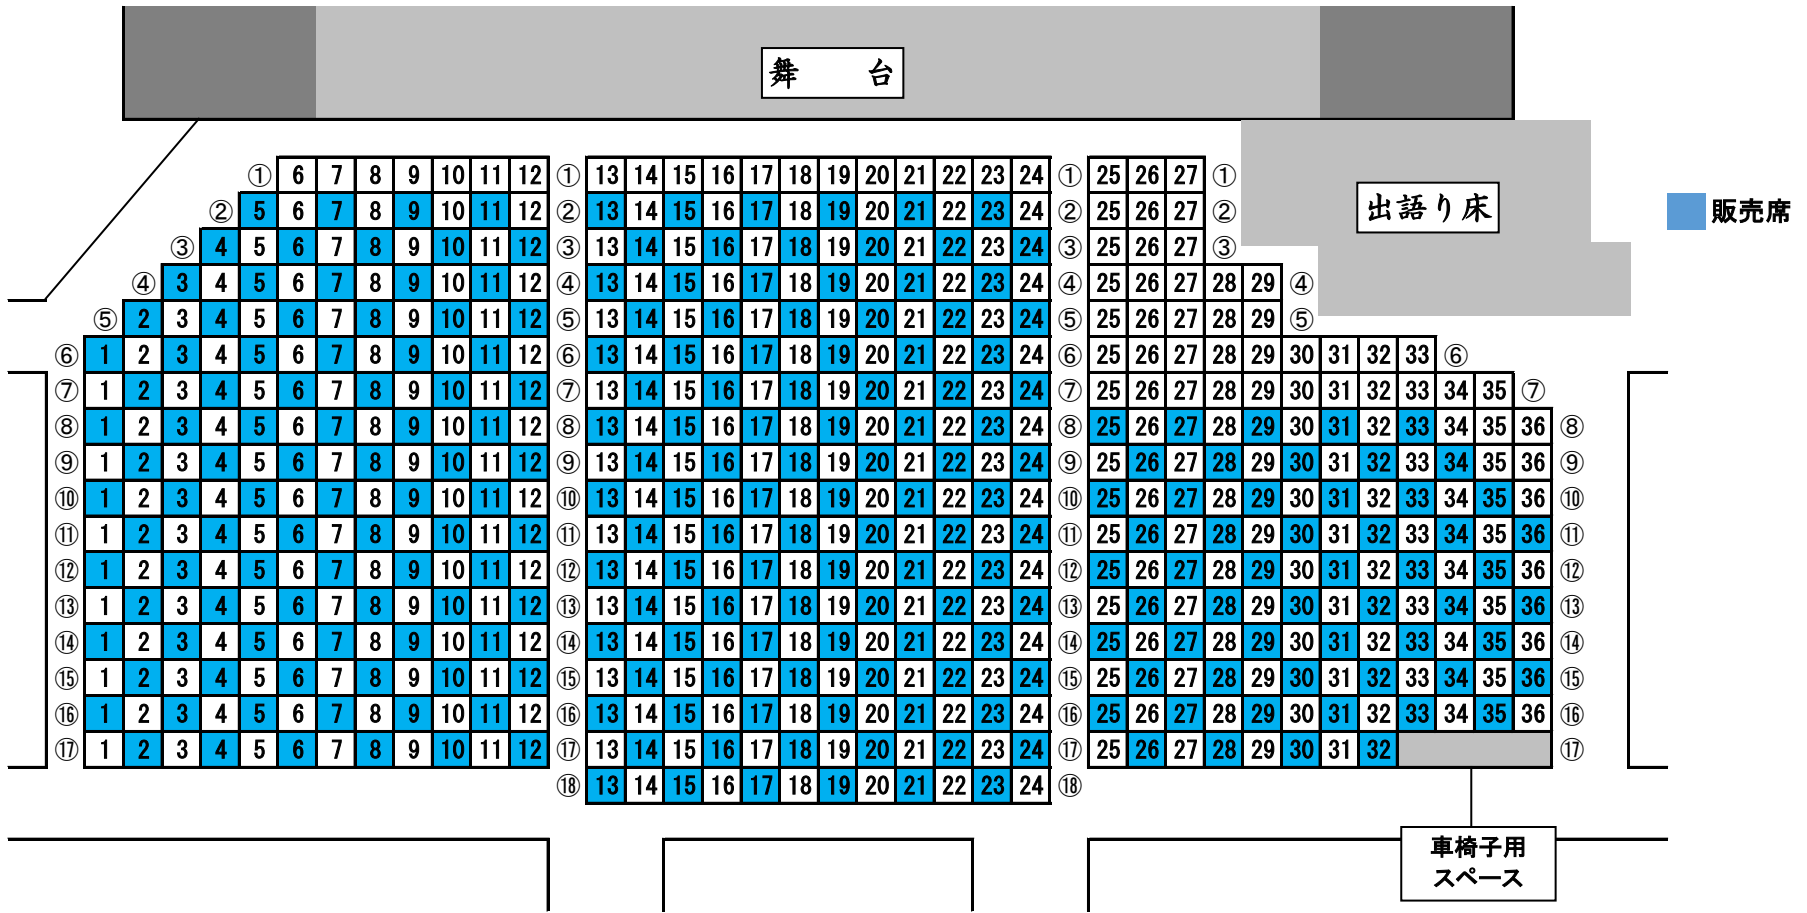 舞 台
① 6 7 8 9 10 11 12 ① 13 14 15 16 17 18 19 20 21 22 23 24 ① 25 26 27 ①
② 5 6 7 8 9 10 11 12 ② 13 14 15 16 17 18 19 20 21 22 23 24 ② 25 26 27 ②
出語り床
販売席
③ 4 5 6 7 8 9 10 11 12 ③ 13 14 15 16 17 18 19 20 21 22 23 24 ③ 25 26 27 ③
④ 3 4 5 6 7 8 9 10 11 12 ④ 13 14 15 16 17 18 19 20 21 22 23 24 ④ 25 26 27 28 29 ④
⑤ 2 3 4 5 6 7 8 9 10 11 12 ⑤ 13 14 15 16 17 18 19 20 21 22 23 24 ⑤ 25 26 27 28 29 ⑤
⑥ 1 2 3 4 5 6 7 8 9 10 11 12 ⑥ 13 14 15 16 17 18 19 20 21 22 23 24 ⑥ 25 26 27 28 29 30 31 32 33 ⑥
⑦ 1 2 3 4 5 6 7 8 9 10 11 12 ⑦ 13 14 15 16 17 18 19 20 21 22 23 24 ⑦ 25 26 27 28 29 30 31 32 33 34 35 ⑦
⑧ 1 2 3 4 5 6 7 8 9 10 11 12 ⑧ 13 14 15 16 17 18 19 20 21 22 23 24 ⑧ 25 26 27 28 29 30 31 32 33 34 35 36 ⑧
⑨ 1 2 3 4 5 6 7 8 9 10 11 12 ⑨ 13 14 15 16 17 18 19 20 21 22 23 24 ⑨ 25 26 27 28 29 30 31 32 33 34 35 36 ⑨
⑩ 1 2 3 4 5 6 7 8 9 10 11 12 ⑩ 13 14 15 16 17 18 19 20 21 22 23 24 ⑩ 25 26 27 28 29 30 31 32 33 34 35 36 ⑩
⑪ 1 2 3 4 5 6 7 8 9 10 11 12 ⑪ 13 14 15 16 17 18 19 20 21 22 23 24 ⑪ 25 26 27 28 29 30 31 32 33 34 35 36 ⑪
⑫ 1 2 3 4 5 6 7 8 9 10 11 12 ⑫ 13 14 15 16 17 18 19 20 21 22 23 24 ⑫ 25 26 27 28 29 30 31 32 33 34 35 36 ⑫
⑬ 1 2 3 4 5 6 7 8 9 10 11 12 ⑬ 13 14 15 16 17 18 19 20 21 22 23 24 ⑬ 25 26 27 28 29 30 31 32 33 34 35 36 ⑬
⑭ 1 2 3 4 5 6 7 8 9 10 11 12 ⑭ 13 14 15 16 17 18 19 20 21 22 23 24 ⑭ 25 26 27 28 29 30 31 32 33 34 35 36 ⑭
⑮ 1 2 3 4 5 6 7 8 9 10 11 12 ⑮ 13 14 15 16 17 18 19 20 21 22 23 24 ⑮ 25 26 27 28 29 30 31 32 33 34 35 36 ⑮
⑯ 1 2 3 4 5 6 7 8 9 10 11 12 ⑯ 13 14 15 16 17 18 19 20 21 22 23 24 ⑯ 25 26 27 28 29 30 31 32 33 34 35 36 ⑯
⑰ 1 2 3 4 5 6 7 8 9 10 11 12 ⑰ 13 14 15 16 17 18 19 20 21 22 23 24 ⑰ 25 26 27 28 29 30 31 32 ⑰
⑱ 13 14 15 16 17 18 19 20 21 22 23 24 ⑱
車椅子用
スペース